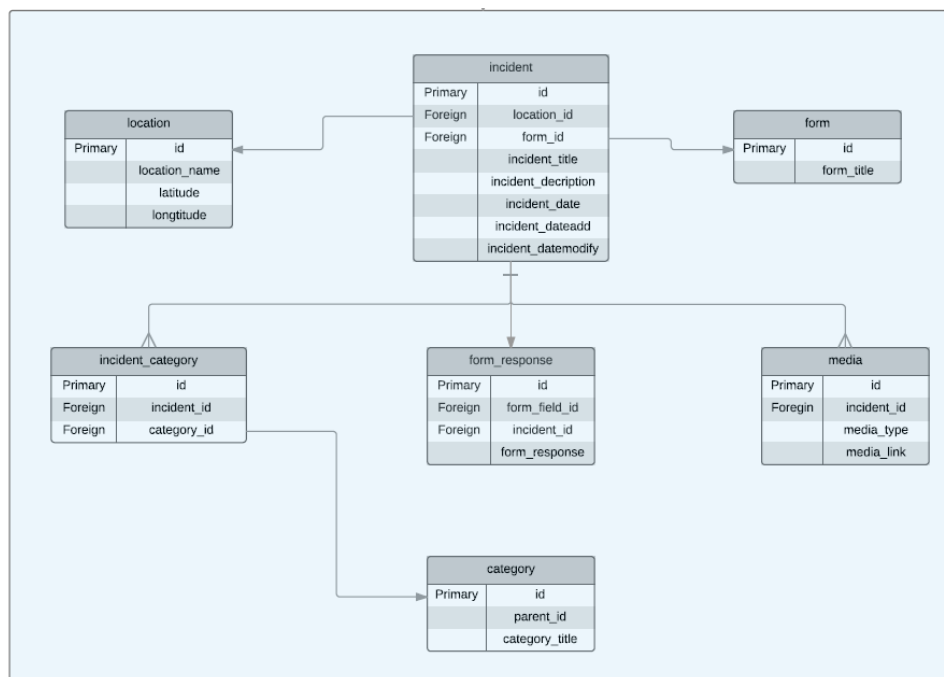 incident
Primary id
Foreign location_id
Foreign form_id
incident_title
incident_decription
incident_date
incident_dateadd
incident_datemodify
location
Primary id
location_name
latitude
longtitude
form
Primary id
form_title
incident_category
Primary id
Foreign incident_id
Foreign category_id
form_response
Primary id
Foreign form_field_id
Foreign incident_id
form_response
media
Primary id
Foregin incident_id
media_type
media_link
category
Primary id
parent_id
category_title